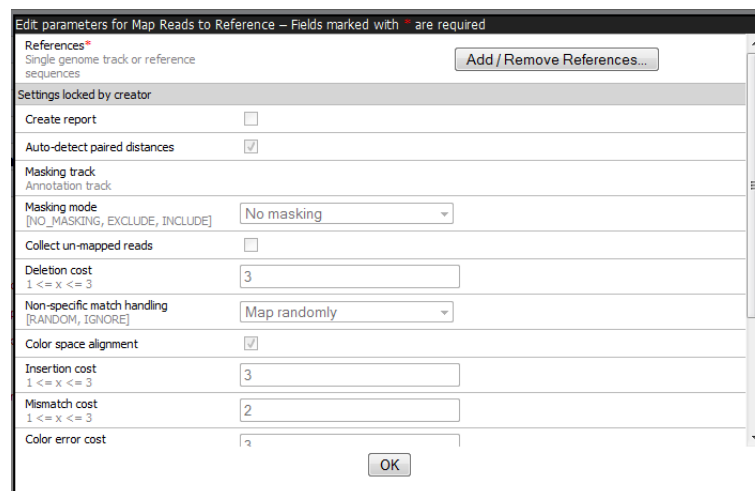 Edit parameters for Map Reads to Reference – Fields marked with * are required
References*
Single genome track or reference
sequences
Add / Remove References...
Settings locked by creator
Create report
Auto-detect paired distances
Masking track
Annotation track
Masking mode
[NO_MASKING, EXCLUDE, INCLUDE]
No masking
Collect un-mapped reads
Deletion cost
1 <= x <= 3
3
Non-specific match handling
[RANDOM, IGNORE]
Map randomly
Color space alignment
Insertion cost
1 <= x <= 3
3
Mismatch cost
1 <= x <= 3
2
Color error cost
3
OK